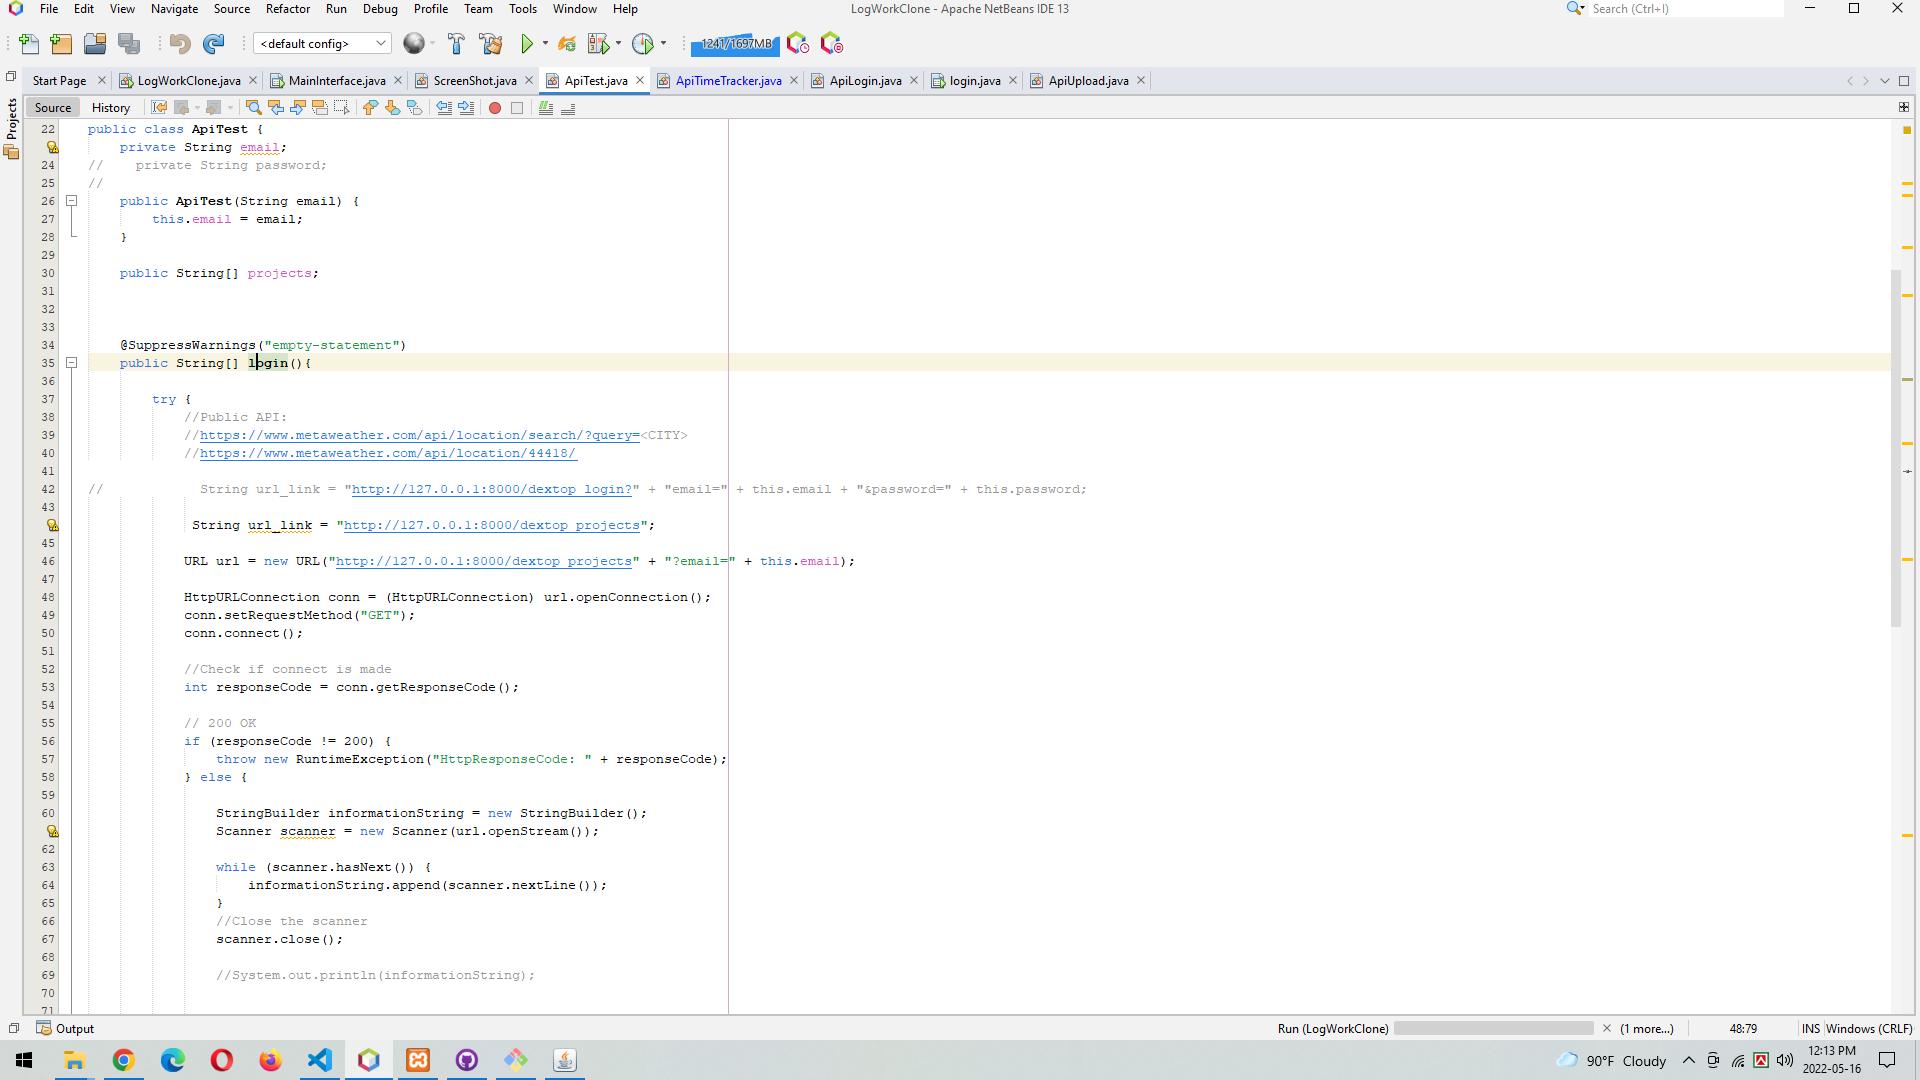 File Edit View Navigate Source Refactor Run Debug Profile Team Tools Window Help
LogWorkClone - Apache NetBeans IDE 13
Search (Ctrl+I)
<default config>
1241/1697MB
Start Page LogWorkClone.java MainInterface.java ScreenShot.java ApiTest.java ApiTimeTracker.java ApiLogin.java login.java ApiUpload.java
Source History
Projects
22 public class ApiTest {
private String email;
24 // private String password;
25 //
26 public ApiTest(String email) {
27 this.email = email;
28 }
29
30 public String[] projects;
31
32
33
34 @SuppressWarnings("empty-statement")
35 public String[] login(){
36
37 try {
38 //Public API:
39 //https://www.metaweather.com/api/location/search/?query=<CITY>
40 //https://www.metaweather.com/api/location/44418/
41
42 // String url_link = "http://127.0.0.1:8000/dextop_login?" + "email=" + this.email + "&password=" + this.password;
43
String url_link = "http://127.0.0.1:8000/dextop_projects";
45
46 URL url = new URL("http://127.0.0.1:8000/dextop_projects" + "?email=" + this.email);
47
48 HttpURLConnection conn = (HttpURLConnection) url.openConnection();
49 conn.setRequestMethod("GET");
50 conn.connect();
51
52 //Check if connect is made
53 int responseCode = conn.getResponseCode();
54
55 // 200 OK
56 if (responseCode != 200) {
57 throw new RuntimeException("HttpResponseCode: " + responseCode);
58 } else {
59
60 StringBuilder informationString = new StringBuilder();
Scanner scanner = new Scanner(url.openStream());
62
63 while (scanner.hasNext()) {
64 informationString.append(scanner.nextLine());
65 }
66 //Close the scanner
67 scanner.close();
68
69 //System.out.println(informationString);
70
71
Output
Run (LogWorkClone) (1 more...) 48:79 INS Windows (CRLF)
90°F Cloudy
12:13 PM
2022-05-16